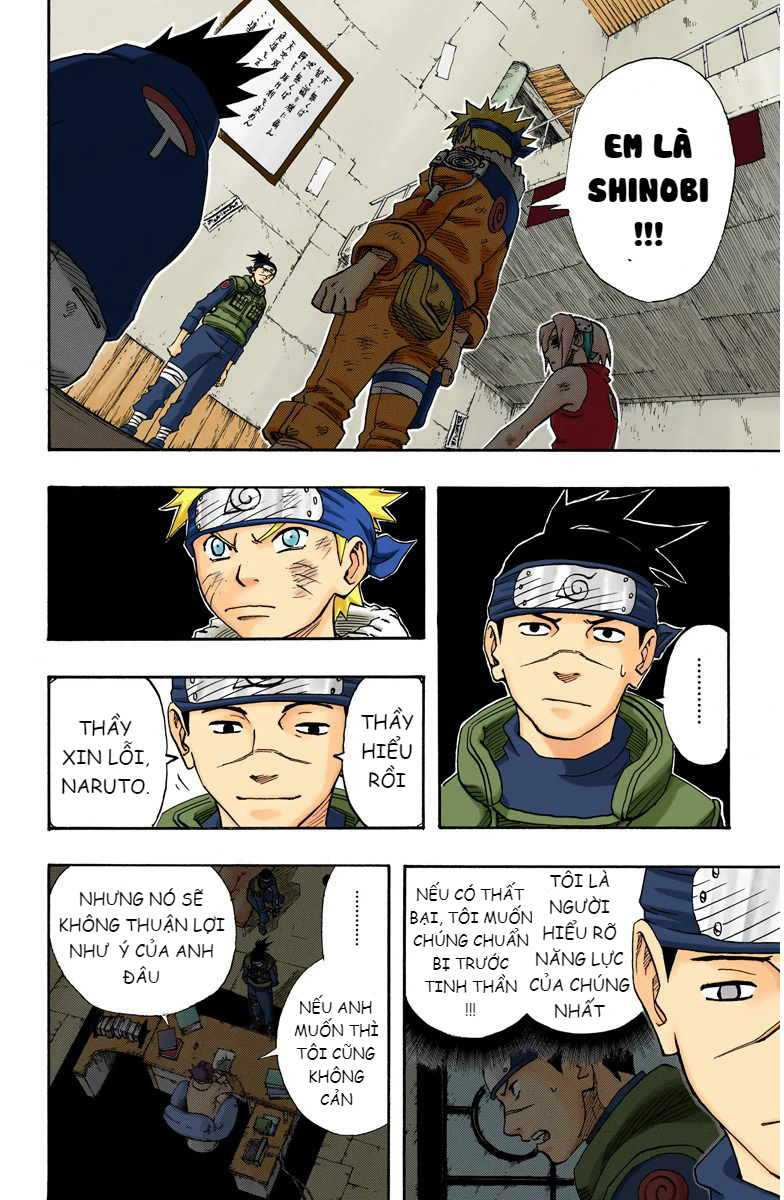 EM LÀ
SHINOBI
!!!
..........
THẦY
HIỂU
RỒI
THẦY
XIN LỖI,
NARUTO.
TÔI LÀ
NGƯỜI
HIỂU RÕ
NĂNG LỰC
CỦA CHÚNG
NHẤT
NẾU CÓ THẤT
BẠI, TÔI MUỐN
CHÚNG CHUẨN
BỊ TRƯỚC
TINH THẦN
!!!
........
NẾU ANH
MUỐN THÌ
TÔI CŨNG
KHÔNG
CẢN
NHƯNG NÓ SẼ
KHÔNG THUẬN LỢI
NHƯ Ý CỦA ANH
ĐÂU